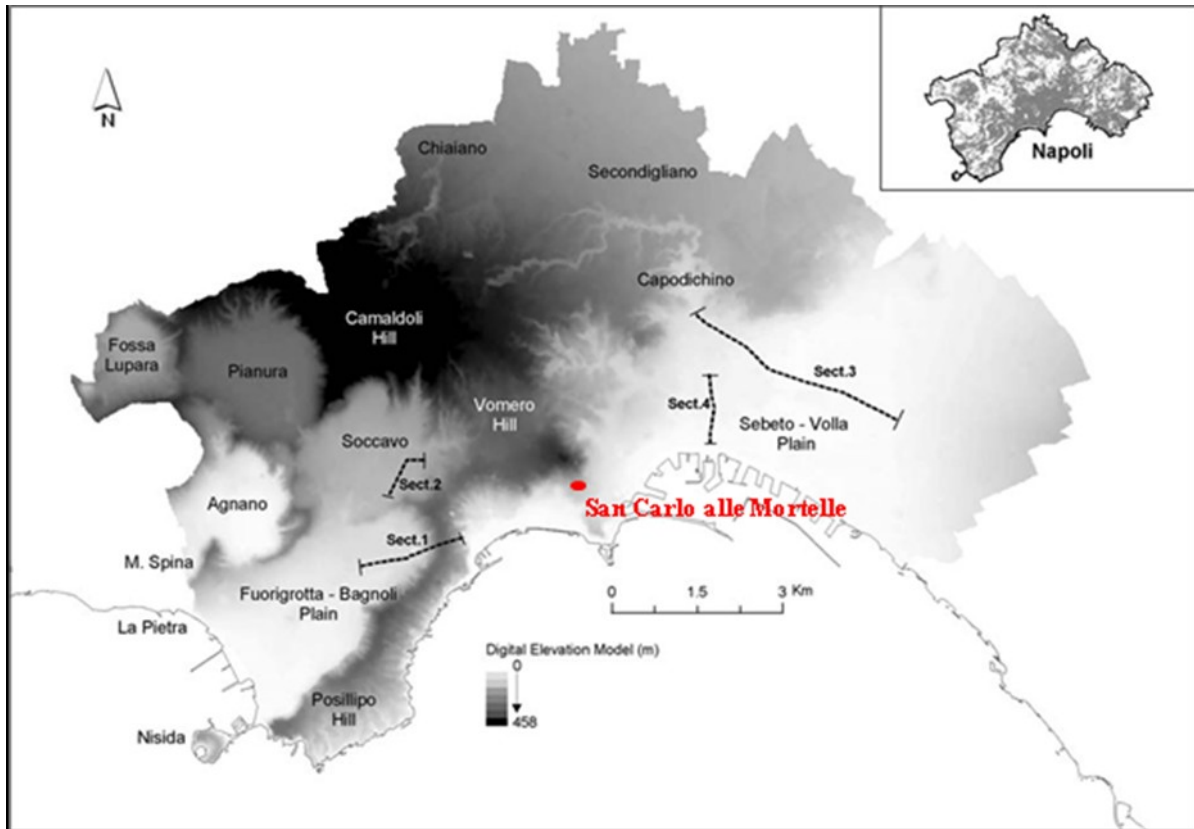 N
Napoli
Chiaiano
Secondigliano
Capodichino
Camaldoli
Hill
Fossa
Lupara
Pianura
Sect.3
Vomero
Hill
Sect.4
Sebeto - Volla
Plain
Soccavo
Sect.2
Agnano
San Carlo alle Mortelle
Sect.1
M. Spina
Fuorigrotta - Bagnoli
Plain
0 1.5 3 Km
La Pietra
Digital Elevation Model (m)
0
458
Posillipo
Hill
Nisida